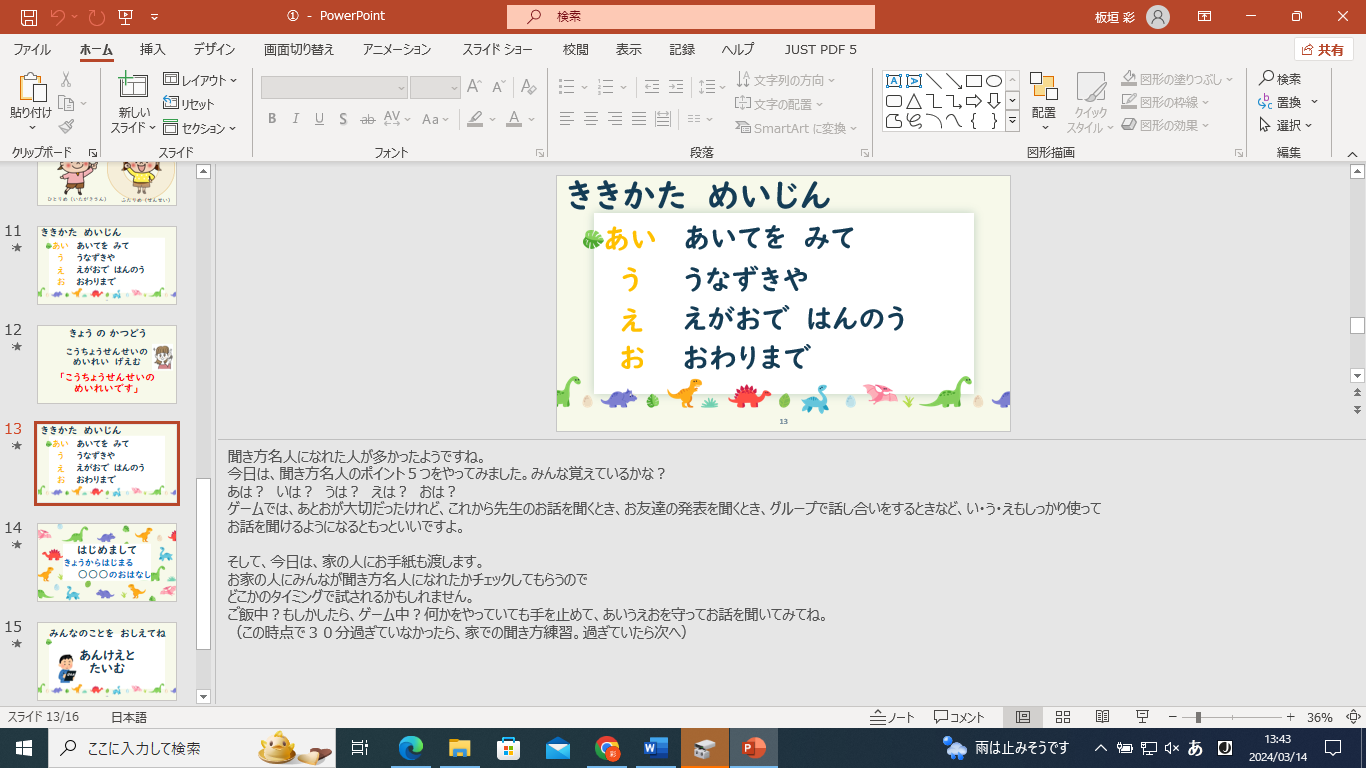 ① - PowerPoint
検索
板垣 彩
ファイル ホーム 挿入 デザイン 画面切り替え アニメーション スライド ショー 校閲 表示 記録 ヘルプ JUST PDF 5
共有
貼り付け
新しい
スライド
レイアウト
リセット
セクション
B I U S ab AV Aa A
文字列の方向
文字の配置
SmartArt に変換
配置
クイック
スタイル
図形の塗りつぶし
図形の枠線
図形の効果
検索
置換
選択
クリップボード スライド フォント 段落 図形描画 編集
11
ききかた めいじん
あい あいてを みて
う うなずきや
え えがおで はんのう
お おわりまで
12
きょう の かつどう
こうちょうせんせいの
めいれい げえむ
「こうちょうせんせいの
めいれいです」
13
ききかた めいじん
あい あいてを みて
う うなずきや
え えがおで はんのう
お おわりまで
14
はじめまして
きょうからはじまる
〇〇〇のおはなし
15
みんなのことを おしえてね
あんけえと
たいむ
ききかた めいじん
あい あいてを みて
う うなずきや
え えがおで はんのう
お おわりまで
13
聞き方名人になれた人が多かったようですね。
今日は、聞き方名人のポイント５つをやってみました。みんな覚えているかな？
あは？ いは？ うは？ えは？ おは？
ゲームでは、あとおが大切だったけれど、これから先生のお話を聞くとき、お友達の発表を聞くとき、グループで話し合いをするときなど、い・う・えもしっかり使って
お話を聞けるようになるともっといいですよ。
そして、今日は、家の人にお手紙も渡します。
お家の人にみんなが聞き方名人になれたかチェックしてもらうので
どこかのタイミングで試されるかもしれません。
ご飯中？もしかしたら、ゲーム中？何かをやっていても手を止めて、あいうえおを守ってお話を聞いてみてね。
（この時点で３０分過ぎていなかったら、家での聞き方練習。過ぎていたら次へ）
スライド 13/16 日本語
ノート コメント
36%
ここに入力して検索
雨は止みそうです
あ
13:43
2024/03/14